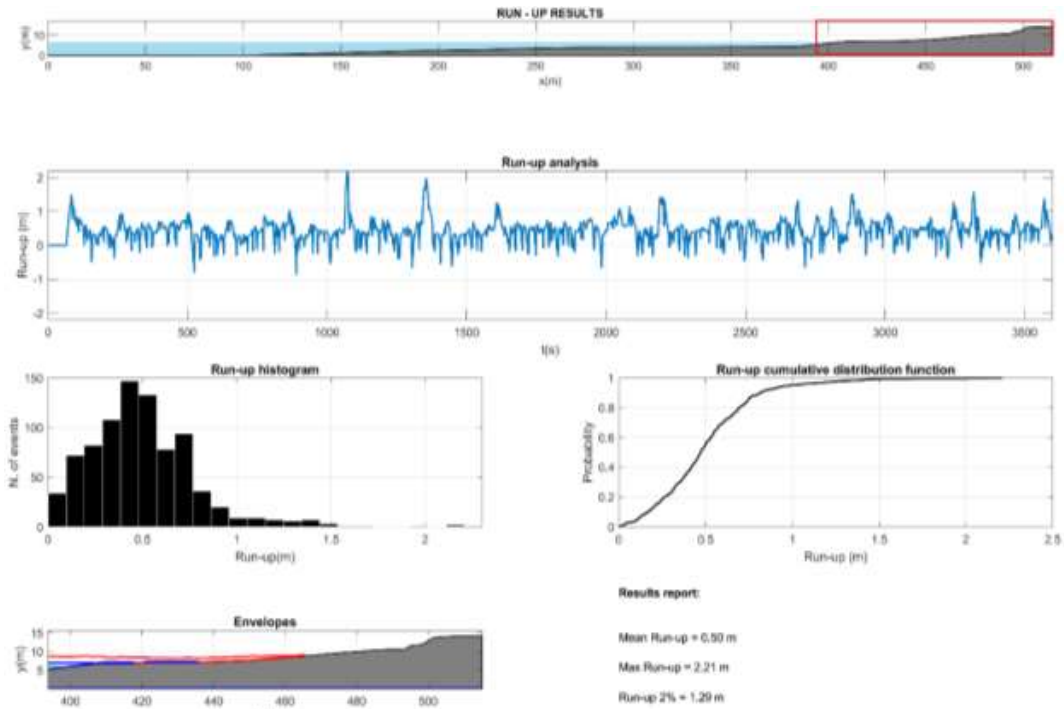 RUN - UP RESULTS
y(m)
10
0
0 50 100 150 200 250 300 350 400 450 500
x(m)
Run-up analysis
Run-up [m]
2
1
0
-1
-2
0 500 1000 1500 2000 2500 3000 3500
t(s)
Run-up histogram
N. of events
150
100
50
0
0 0.5 1 1.5 2
Run-up(m)
Run-up cumulative distribution function
Probability
1
0.8
0.6
0.4
0.2
0
0 0.5 1 1.5 2 2.5
Run-up (m)
Envelopes
y(m)
15
10
5
400 420 440 460 480 500
Results report:
Mean Run-up = 0.50 m
Max Run-up = 2.21 m
Run-up 2% = 1.29 m